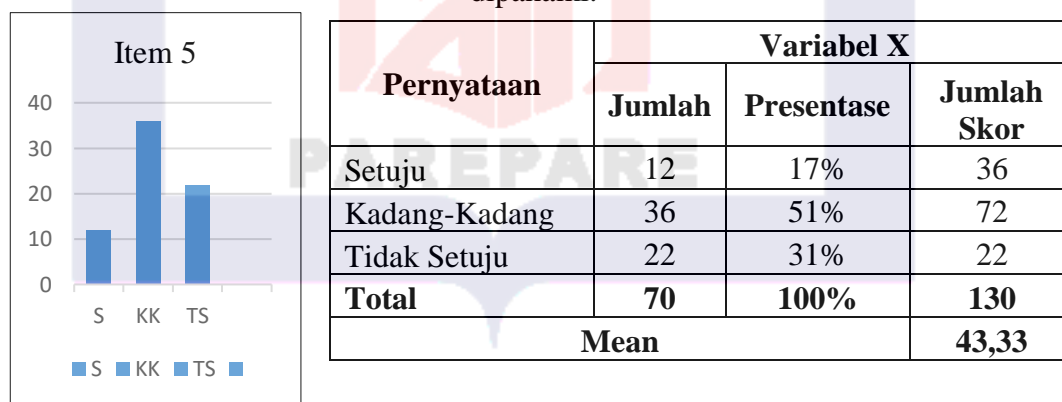 dipahami.
Item 5
40
30
20
10
0
S KK TS
S KK TS
Pernyataan Variabel X
Jumlah Presentase Jumlah Skor
Setuju 12 17% 36
Kadang-Kadang 36 51% 72
Tidak Setuju 22 31% 22
Total 70 100% 130
Mean 43,33
PAREPARE